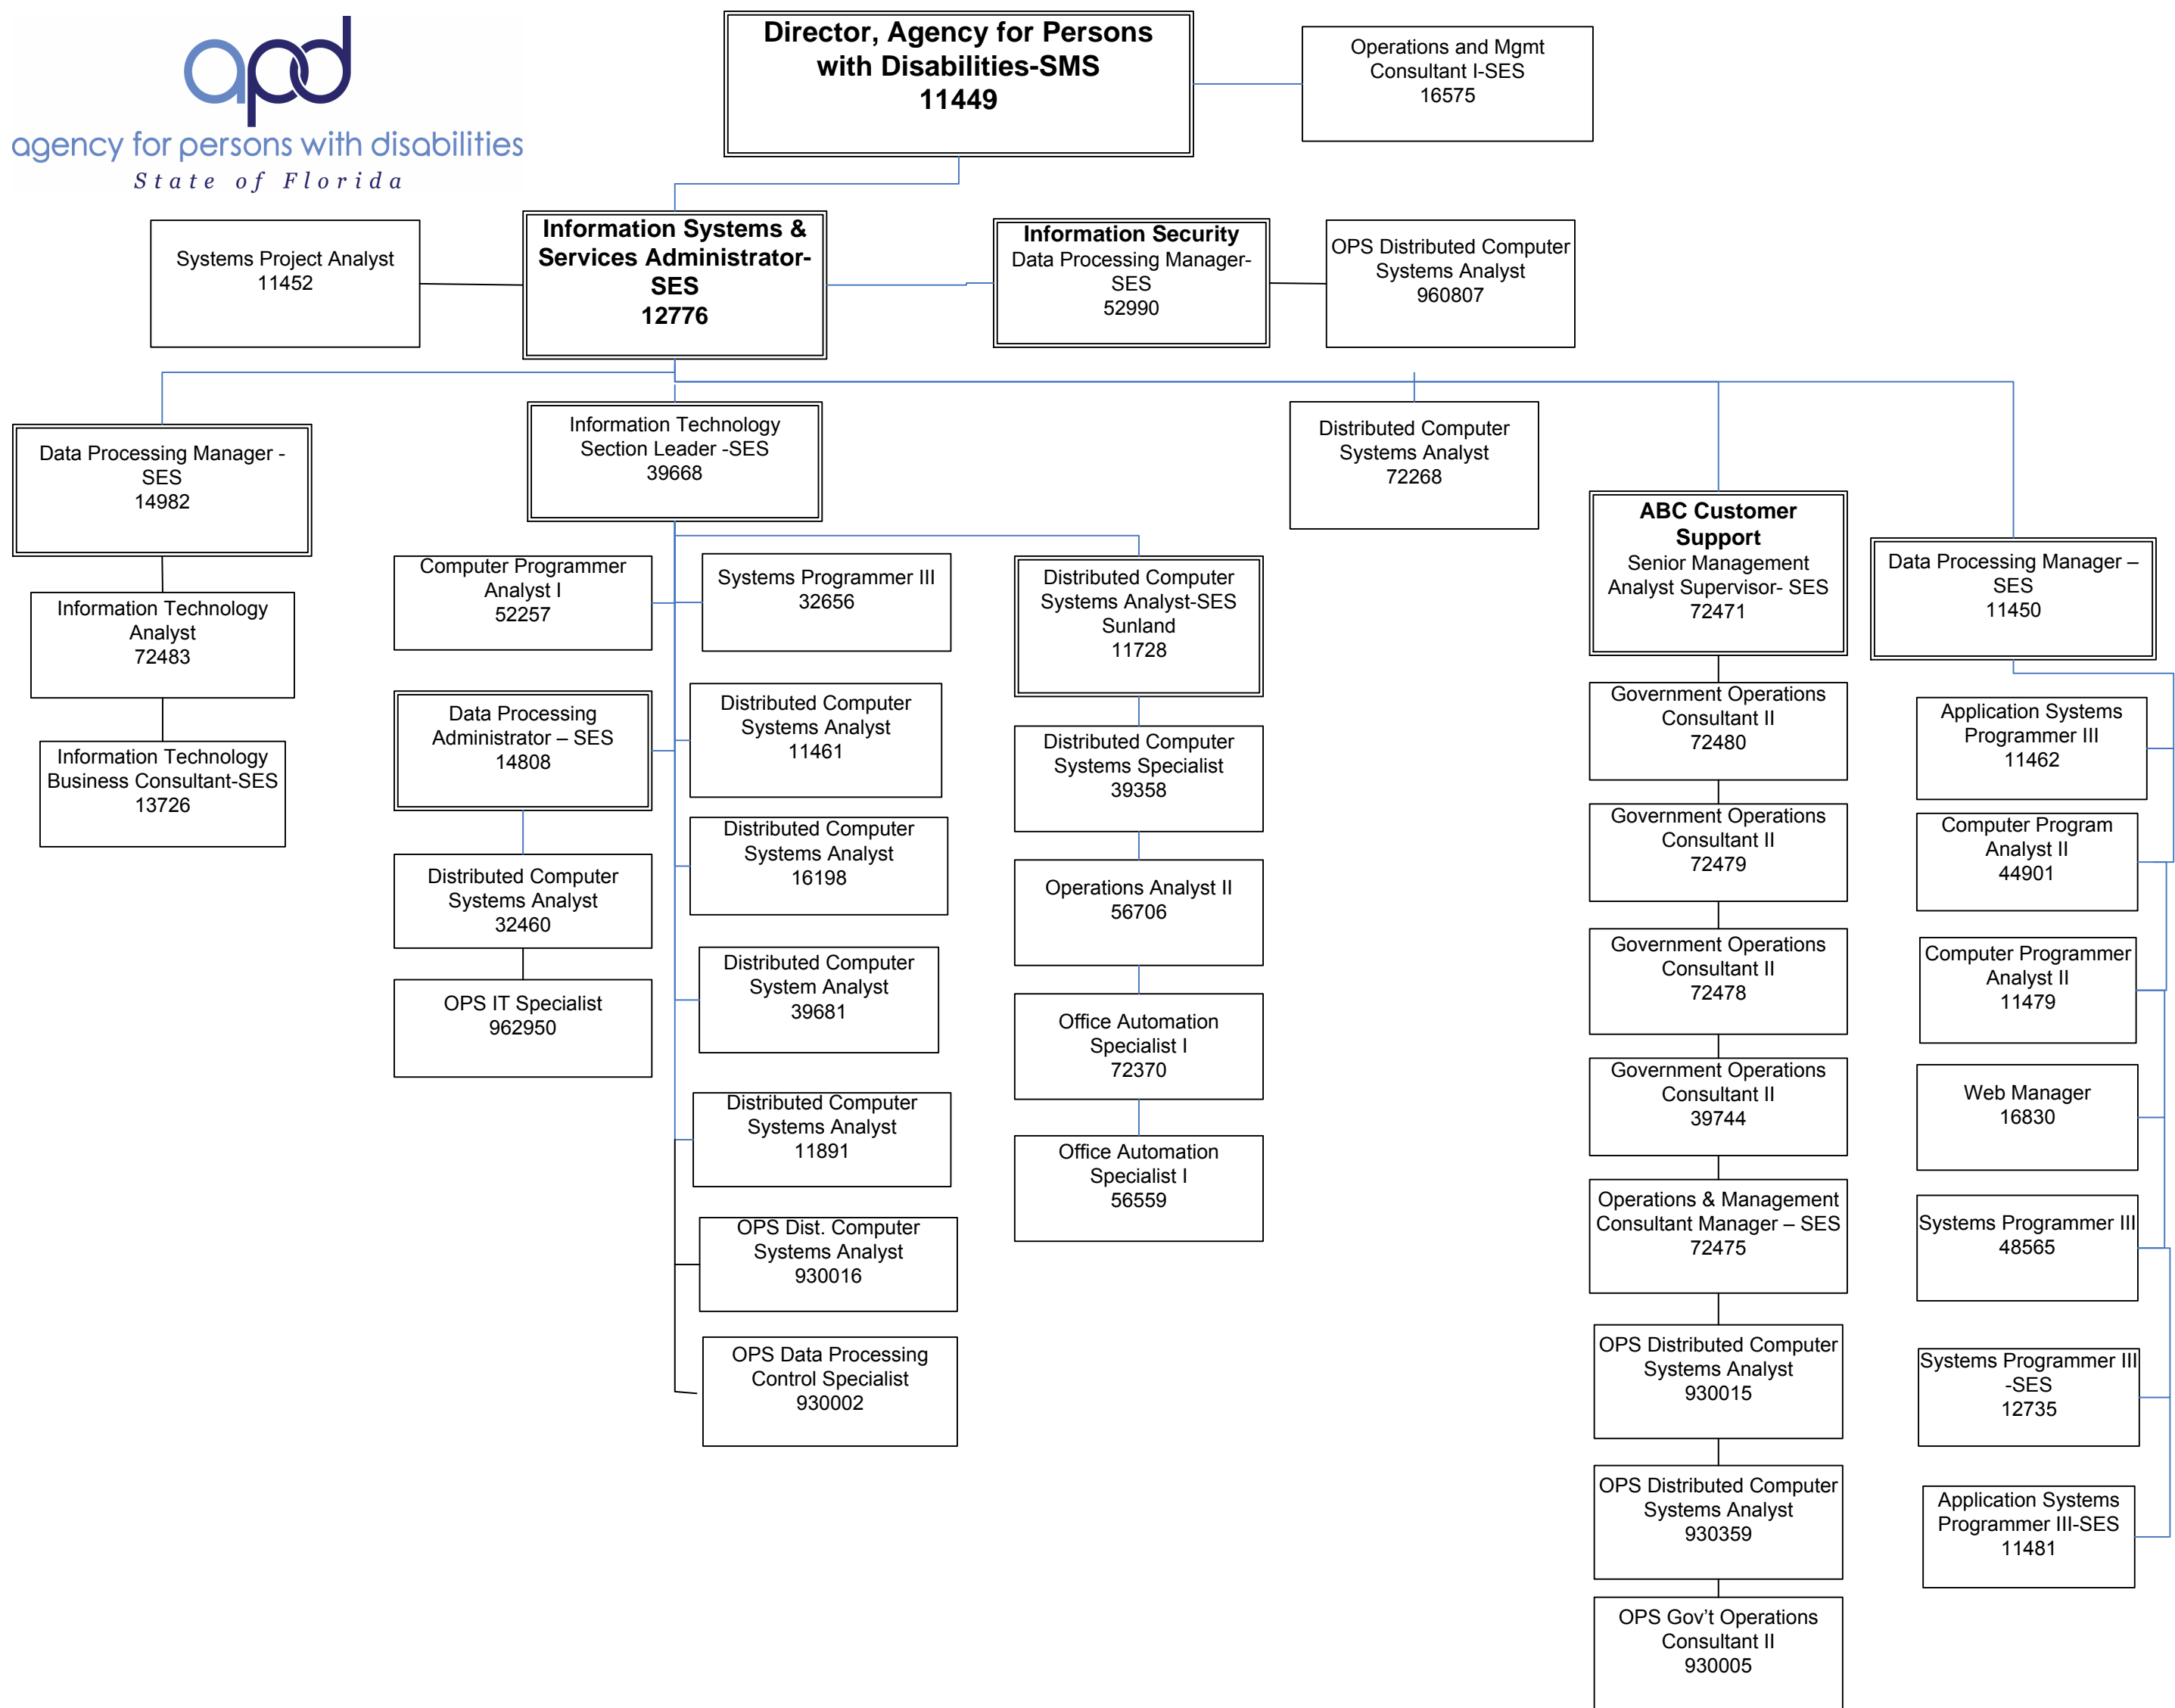 apd
agency for persons with disabilities
State of Florida
Director, Agency for Persons
with Disabilities-SMS
11449
Operations and Mgmt
Consultant I-SES
16575
Systems Project Analyst
11452
Information Systems &
Services Administrator-
SES
12776
Information Security
Data Processing Manager-
SES
52990
OPS Distributed Computer
Systems Analyst
960807
Data Processing Manager -
SES
14982
Information Technology
Analyst
72483
Information Technology
Business Consultant-SES
13726
Information Technology
Section Leader -SES
39668
Computer Programmer
Analyst I
52257
Data Processing
Administrator – SES
14808
Distributed Computer
Systems Analyst
32460
OPS IT Specialist
962950
Systems Programmer III
32656
Distributed Computer
Systems Analyst
11461
Distributed Computer
Systems Analyst
16198
Distributed Computer
System Analyst
39681
Distributed Computer
Systems Analyst
11891
OPS Dist. Computer
Systems Analyst
930016
OPS Data Processing
Control Specialist
930002
Distributed Computer
Systems Analyst-SES
Sunland
11728
Distributed Computer
Systems Specialist
39358
Operations Analyst II
56706
Office Automation
Specialist I
72370
Office Automation
Specialist I
56559
Distributed Computer
Systems Analyst
72268
ABC Customer
Support
Senior Management
Analyst Supervisor- SES
72471
Government Operations
Consultant II
72480
Government Operations
Consultant II
72479
Government Operations
Consultant II
72478
Government Operations
Consultant II
39744
Operations & Management
Consultant Manager – SES
72475
OPS Distributed Computer
Systems Analyst
930015
OPS Distributed Computer
Systems Analyst
930359
OPS Gov't Operations
Consultant II
930005
Data Processing Manager –
SES
11450
Application Systems
Programmer III
11462
Computer Program
Analyst II
44901
Computer Programmer
Analyst II
11479
Web Manager
16830
Systems Programmer III
48565
Systems Programmer III
-SES
12735
Application Systems
Programmer III-SES
11481